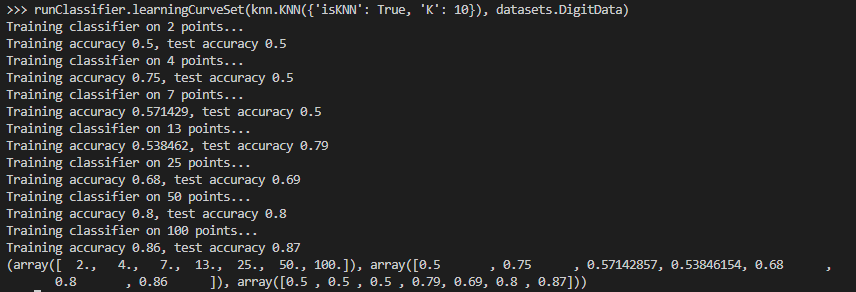 >>> runClassifier.learningCurveSet(knn.KNN({'isKNN': True, 'K': 10}), datasets.DigitData)
Training classifier on 2 points...
Training accuracy 0.5, test accuracy 0.5
Training classifier on 4 points...
Training accuracy 0.75, test accuracy 0.5
Training classifier on 7 points...
Training accuracy 0.571429, test accuracy 0.5
Training classifier on 13 points...
Training accuracy 0.538462, test accuracy 0.79
Training classifier on 25 points...
Training accuracy 0.68, test accuracy 0.69
Training classifier on 50 points...
Training accuracy 0.8, test accuracy 0.8
Training classifier on 100 points...
Training accuracy 0.86, test accuracy 0.87
(array([  2.,   4.,   7.,  13.,  25.,  50., 100.]), array([0.5       , 0.75      , 0.57142857, 0.53846154, 0.68      ,
       0.8       , 0.86      ]), array([0.5 , 0.5 , 0.5 , 0.79, 0.69, 0.8 , 0.87]))